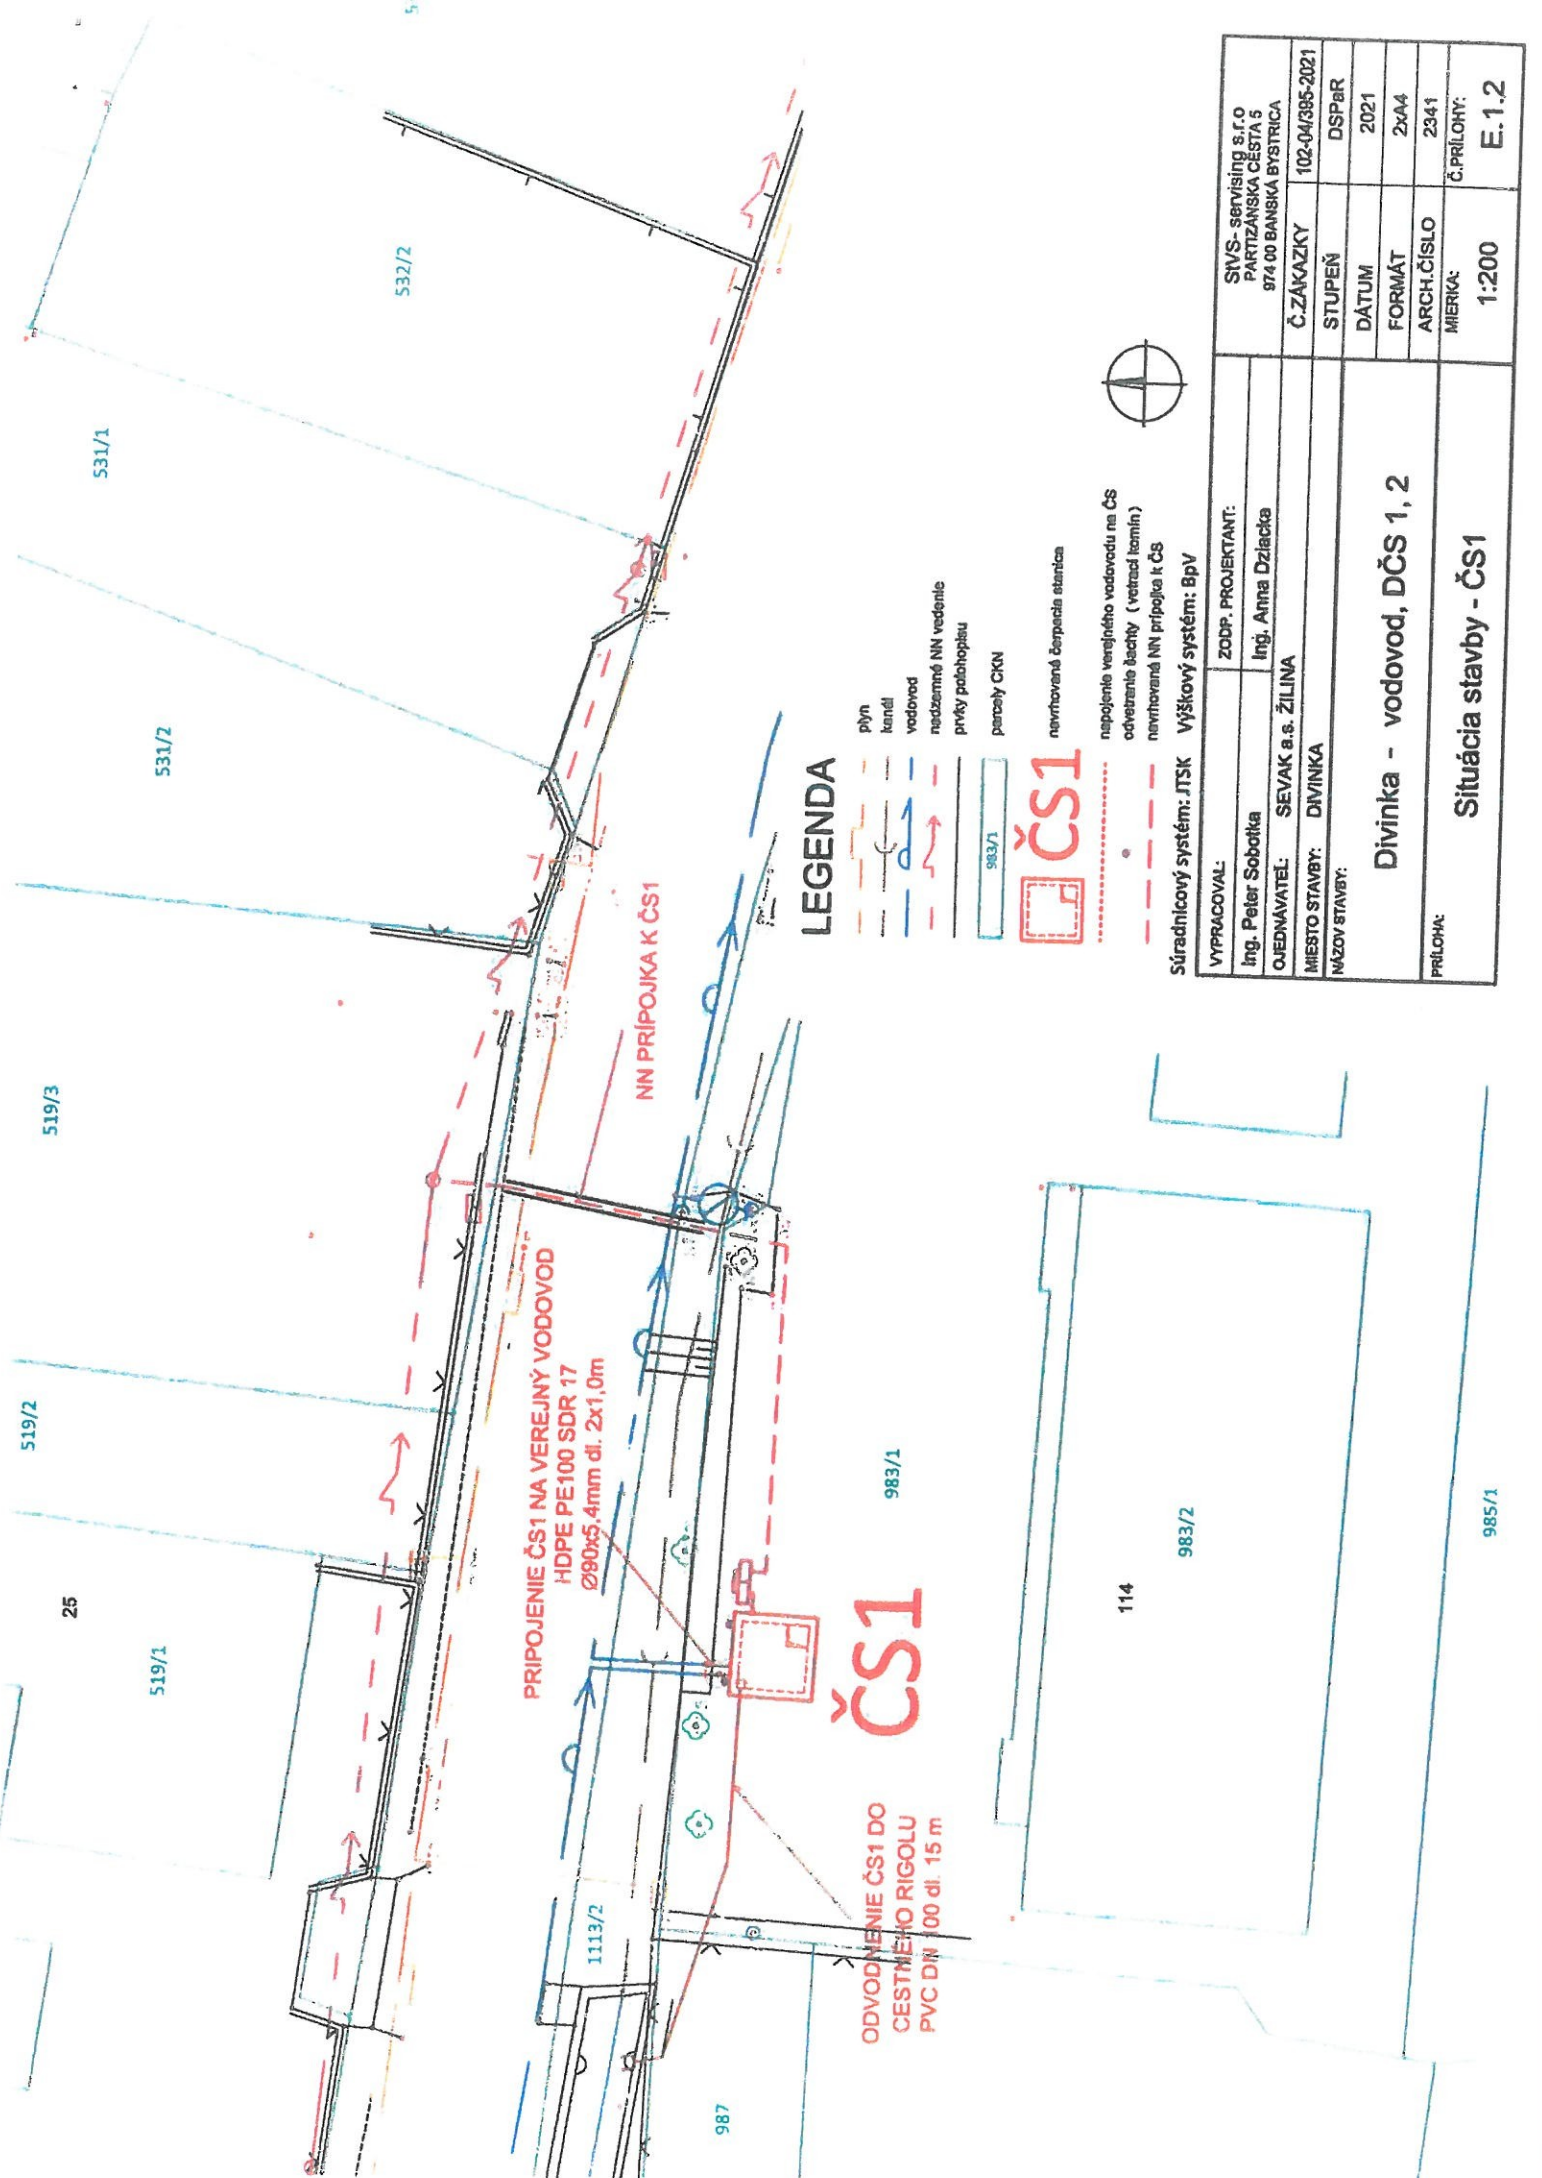 519/1
25
519/2
519/3
531/2
531/1
532/2
PRIPOJENIE ČS1 NA VEREJNÝ VODOVOD
HDPE PE100 SDR 17
Ø90x5,4mm dl. 2x1,0m
NN PRÍPOJKA K ČS1
1113/2
987
ČS1
ODVODNENIE ČS1 DO
CESTNÉHO RIGOLU
PVC DN 100 dl. 15 m
983/1
114
983/2
985/1
LEGENDA
plyn
kanál
vodovod
nadzemné NN vedenie
prvky polohopisu
983/1
parcely CKN
ČS1
navrhovaná čerpacia stanica
napojenie verejného vodovodu na ČS
odvetranie šachty ( vetrací komín)
navrhovaná NN prípojka k ČS
Súradnicový systém: JTSK Výškový systém: BpV
VYPRACOVAL:
ZODP. PROJEKTANT:
Ing. Peter Sobotka
Ing. Anna Dziacka
OJEDNÁVATEĽ: SEVAK a.s. ŽILINA
MIESTO STAVBY: DIVINKA
NÁZOV STAVBY:
Divinka - vodovod, DČS 1, 2
PRÍLOHA:
Situácia stavby - ČS1
StVS- servising s.r.o
PARTIZÁNSKA CESTA 5
974 00 BANSKÁ BYSTRICA
Č.ZÁKAZKY 102-04/395-2021
STUPEŇ DSPaR
DÁTUM 2021
FORMÁT 2xA4
ARCH.ČÍSLO 2341
MIERKA: Č.PRÍLOHY:
1:200 E.1.2